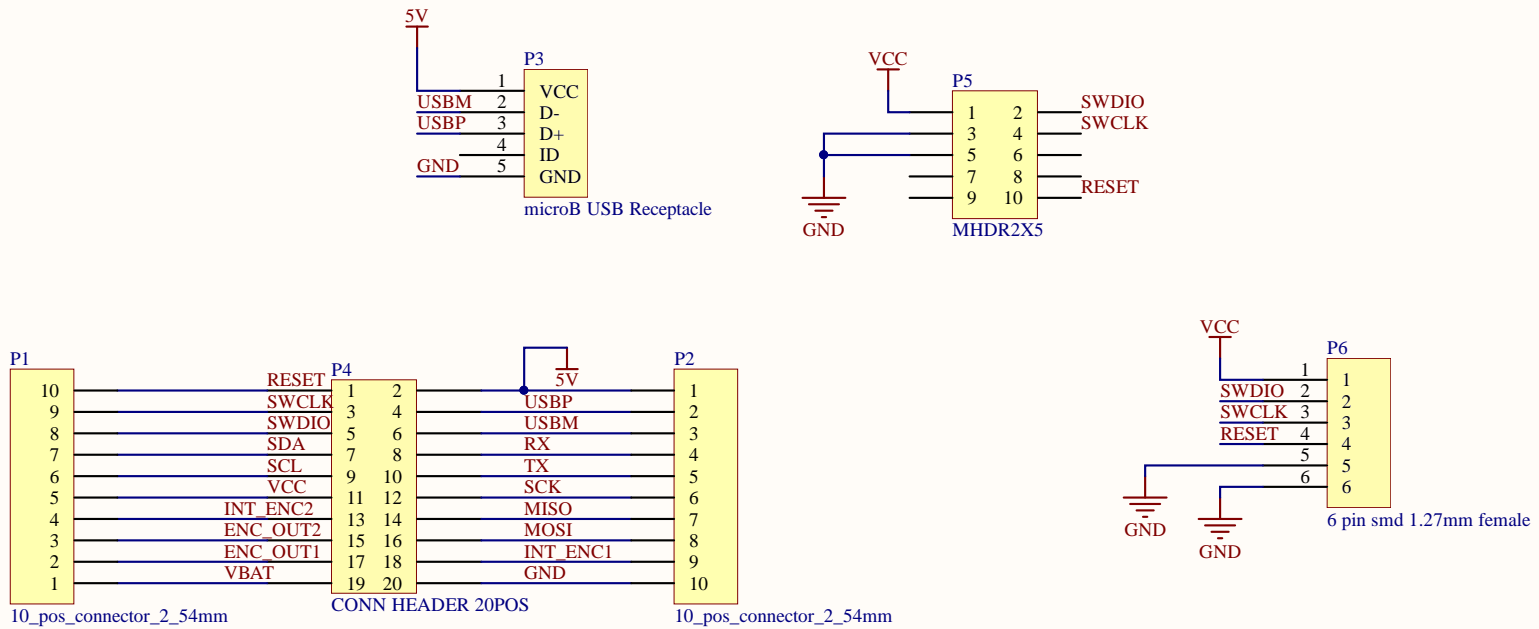 5V
P3
1 VCC
USBM 2 D-
USBP 3 D+
4 ID
GND 5 GND
microB USB Receptacle
VCC
P5
1 2 SWDIO
3 4 SWCLK
5 6
7 8
9 10 RESET
GND
MHDR2X5
P1
P4
5V
P2
10 RESET 1 2 1
9 SWCLK 3 4 USBP 2
8 SWDIO 5 6 USBM 3
7 SDA 7 8 RX 4
6 SCL 9 10 TX 5
5 VCC 11 12 SCK 6
4 INT_ENC2 13 14 MISO 7
3 ENC_OUT2 15 16 MOSI 8
2 ENC_OUT1 17 18 INT_ENC1 9
1 VBAT 19 20 GND 10
10_pos_connector_2_54mm
CONN HEADER 20POS
10_pos_connector_2_54mm
VCC
P6
1 1
SWDIO 2 2
SWCLK 3 3
RESET 4 4
5 5
6 6
GND
GND
6 pin smd 1.27mm female